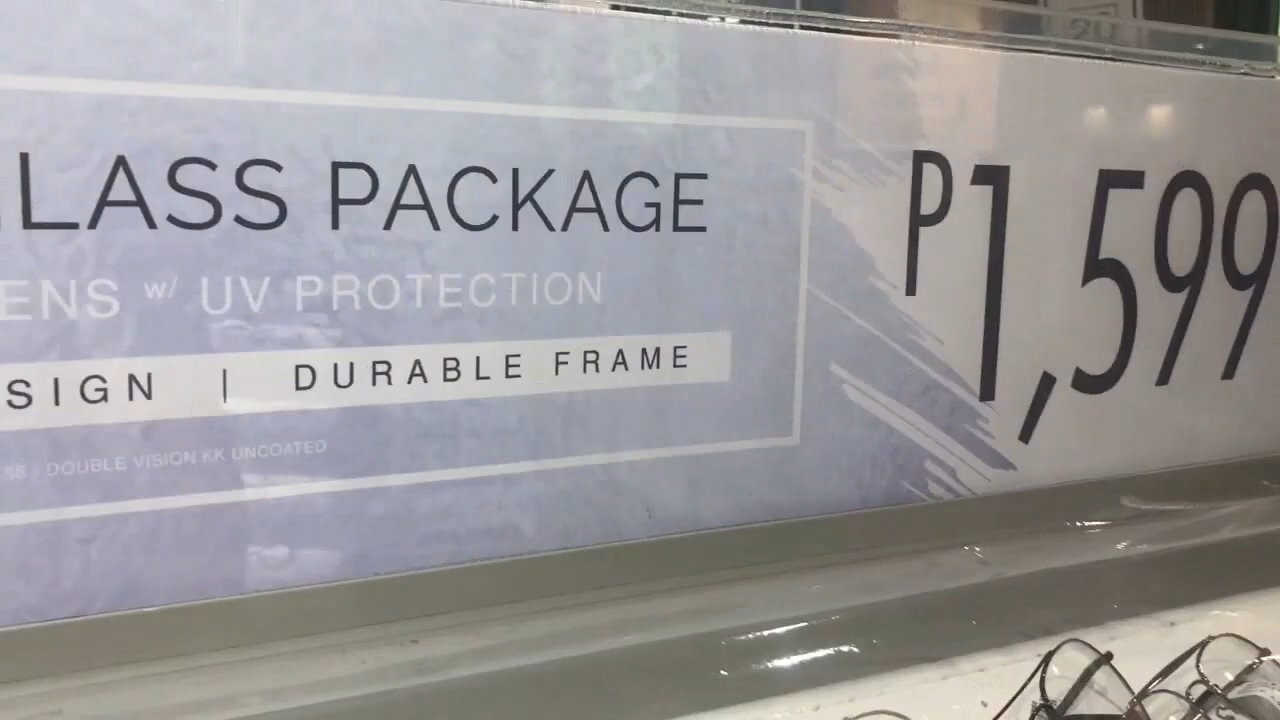 LASS PACKAGE
ENS w/ UV PROTECTION
SIGN | DURABLE FRAME
DOUBLE VISION KK UNCOATED
P1,599